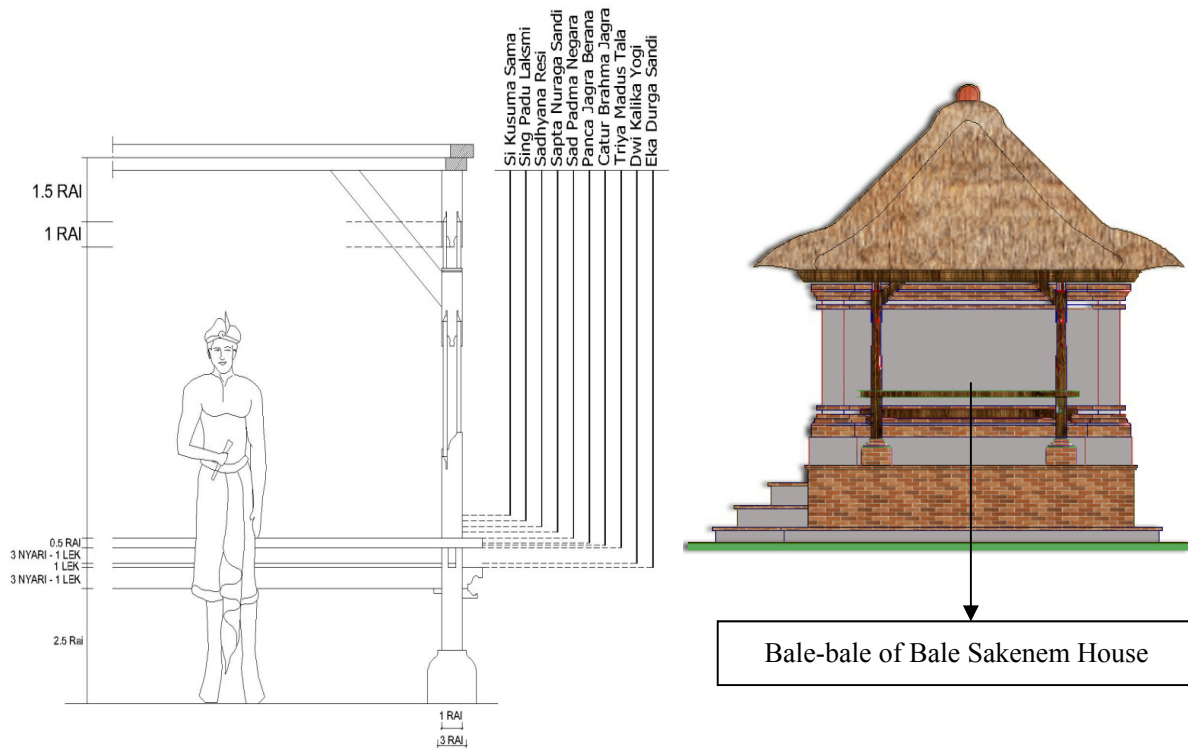 Si Kusuma Sama
Sing Padu Laksmi
Sadhyana Resi
Sapta Nuraga Sandi
Sad Padma Negara
Panca Jagra Berana
Catur Brahma Jagra
Triya Madus Tala
Dwi Kalika Yogi
Eka Durga Sandi
1.5 RAI
1 RAI
0.5 RAI
3 NYARI - 1 LEK
1 LEK
3 NYARI - 1 LEK
2.5 Rai
1 RAI
3 RAI
Bale-bale of Bale Sakenem House